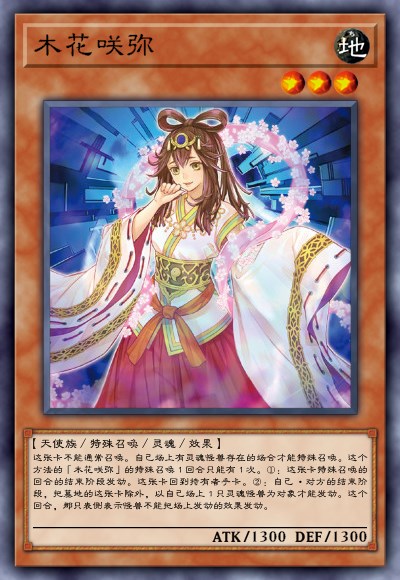 木花咲弥
地
【天使族／特殊召唤／灵魂／效果】
这张卡不能通常召唤。自己场上有灵魂怪兽存在的场合才能特殊召唤。这个
方法的「木花咲弥」的特殊召唤1回合只能有1次。①：这张卡特殊召唤的
回合的结束阶段发动。这张卡回到持有者手卡。②：自己·对方的结束阶
段，把墓地的这张卡除外，以自己场上1只灵魂怪兽为对象才能发动。这个
回合，那只表侧表示怪兽不能把场上发动的效果发动。
ATK/1300 DEF/1300